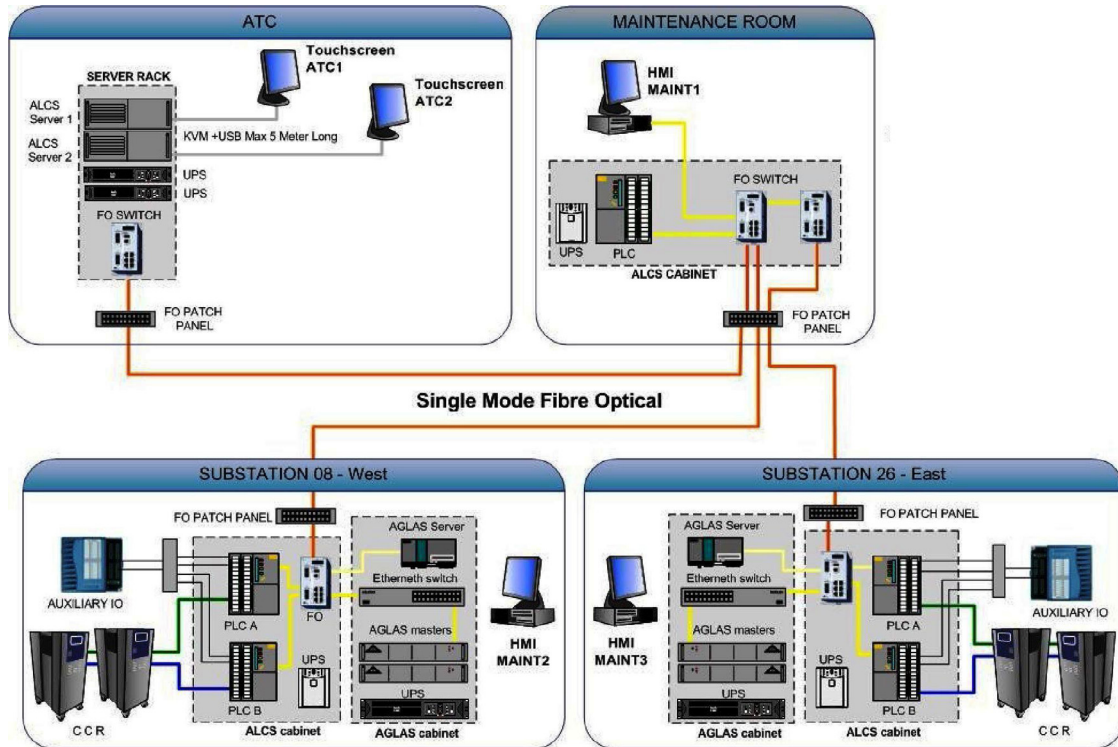 ATC
SERVER RACK
ALCS
Server 1
ALCS
Server 2
Touchscreen
ATC1
Touchscreen
ATC2
KVM +USB Max 5 Meter Long
UPS
UPS
FO SWITCH
FO PATCH
PANEL
MAINTENANCE ROOM
HMI
MAINT1
FO SWITCH
UPS
PLC
ALCS CABINET
FO PATCH
PANEL
Single Mode Fibre Optical
SUBSTATION 08 - West
FO PATCH PANEL
AUXILIARY IO
PLC A
FO
PLC B
UPS
C C R
ALCS cabinet
AGLAS Server
Etherneth switch
AGLAS masters
UPS
AGLAS cabinet
HMI
MAINT2
SUBSTATION 26 - East
FO PATCH PANEL
HMI
MAINT3
AGLAS Server
Etherneth switch
AGLAS masters
UPS
AGLAS cabinet
PLC A
UPS
PLC B
ALCS cabinet
AUXILIARY IO
C C R